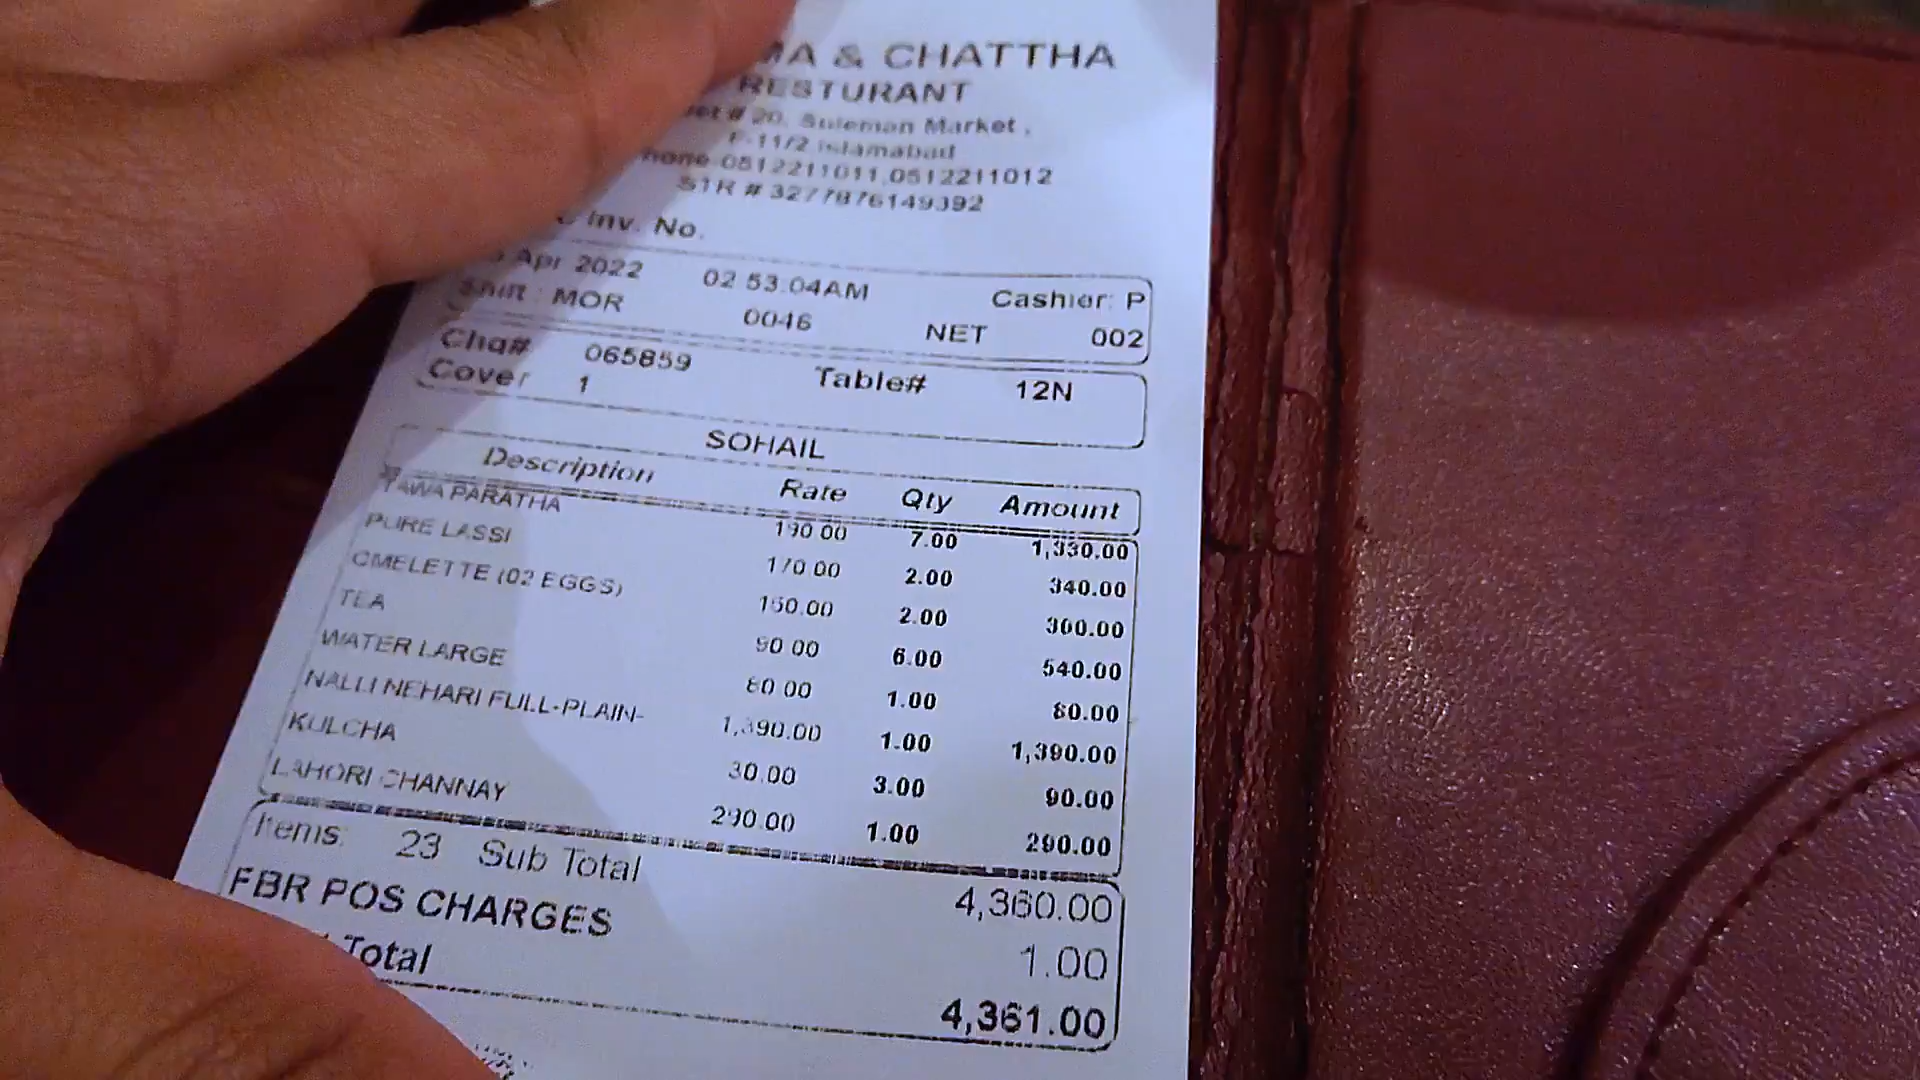 & CHATTHA
RESTURANT
# 20, Suleman Market,
F-11/2 Islamabad
0512211011,0512211012
STR # 3277876149392
Inv. No.
Apr 2022 02 53.04AM Cashier: P
Shift : MOR 0046 NET 002
Chq# 065859 Table# 12N
Cover 1
SOHAIL
Description Rate Qty Amount
TAWA PARATHA 190.00 7.00 1,330.00
PURE LASSI 170.00 2.00 340.00
OMELETTE (02 EGGS) 150.00 2.00 300.00
TEA 90.00 6.00 540.00
WATER LARGE 1.00
NALLI NEHARI FULL-PLAIN- 1,390.00 1.00 1,390.00
KULCHA 30.00 3.00 90.00
LAHORI CHANNAY 290.00 1.00 290.00
Items: 23 Sub Total 4,360.00
FBR POS CHARGES 1.00
Total 4,361.00